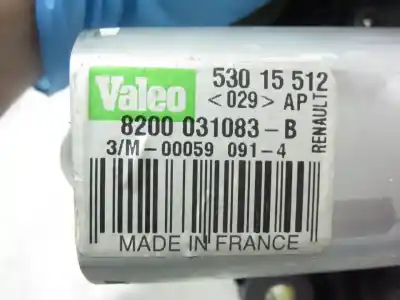 Valeo
530 15 512
<029> AP
8200 031083-B
3/M-00059 091-4
RENAULT
MADE IN FRANCE